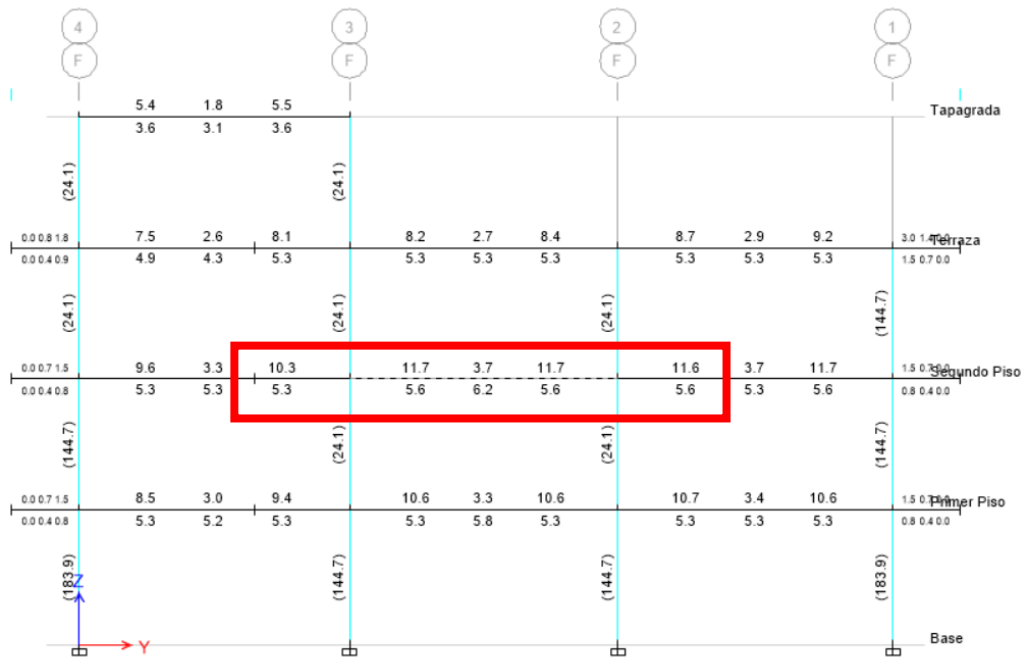 4 3 2 1
F F F F
5.4 1.8 5.5 Tapagrada
3.6 3.1 3.6
(24.1) (24.1)
0.0 0.8 1.8 7.5 2.6 8.1 8.2 2.7 8.4 8.7 2.9 9.2 3.0 Terraza
0.0 0.4 0.9 4.9 4.3 5.3 5.3 5.3 5.3 5.3 5.3 5.3 1.5 0.7 0.0
(24.1) (24.1) (24.1) (144.7)
0.0 0.7 1.5 9.6 3.3 10.3 11.7 3.7 11.7 11.6 3.7 11.7 1.5 Segundo Piso
0.0 0.4 0.8 5.3 5.3 5.3 5.6 6.2 5.6 5.6 5.3 5.6 0.8 0.4 0.0
(144.7) (24.1) (24.1) (144.7)
0.0 0.7 1.5 8.5 3.0 9.4 10.6 3.3 10.6 10.7 3.4 10.6 1.5 Primer Piso
0.0 0.4 0.8 5.3 5.2 5.3 5.3 5.8 5.3 5.3 5.3 5.3 0.8 0.4 0.0
(183.9) (144.7) (144.7) (183.9)
Z
Y
Base